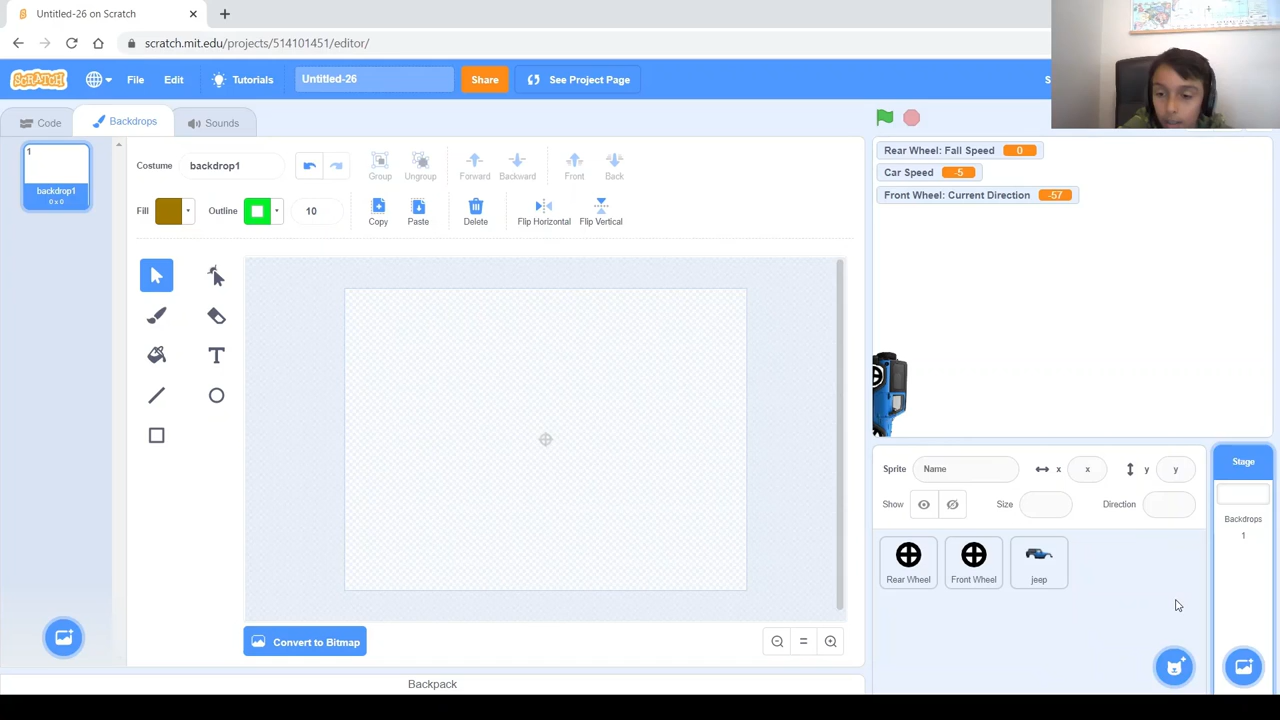 Untitled-26 on Scratch
scratch.mit.edu/projects/514101451/editor/
SCRATCH
File
Edit
Tutorials
Untitled-26
Share
See Project Page
S
Code
Backdrops
Sounds
1
backdrop1
0 x 0
Costume
backdrop1
Group
Ungroup
Forward
Backward
Front
Back
Fill
Outline
10
Copy
Paste
Delete
Flip Horizontal
Flip Vertical
Convert to Bitmap
Backpack
Rear Wheel: Fall Speed 0
Car Speed -5
Front Wheel: Current Direction -57
Sprite
Name
x
x
y
y
Show
Size
Direction
Rear Wheel
Front Wheel
jeep
Stage
Backdrops
1